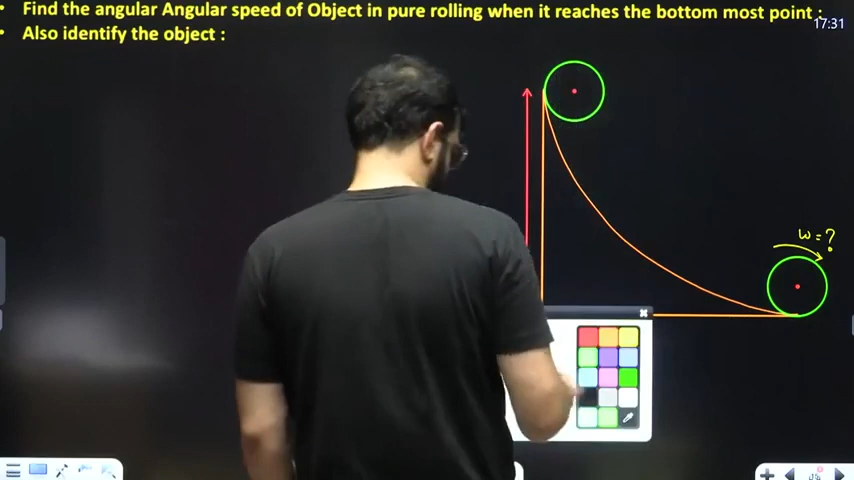 • Find the angular Angular speed of Object in pure rolling when it reaches the bottom most point :
17:31
• Also identify the object :
ω = ?